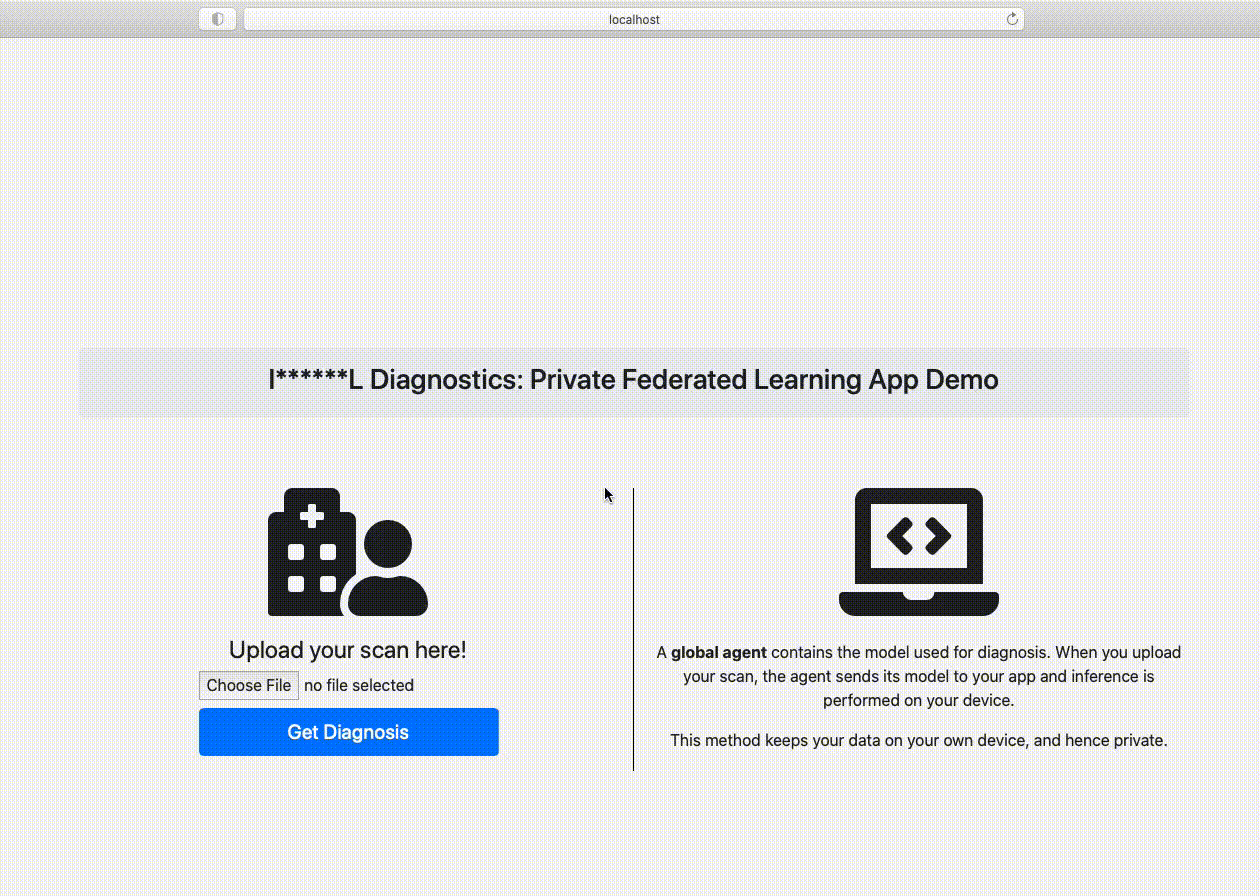 localhost
I******L Diagnostics: Private Federated Learning App Demo
Upload your scan here!
Choose File no file selected
Get Diagnosis
A global agent contains the model used for diagnosis. When you upload
your scan, the agent sends its model to your app and inference is
performed on your device.
This method keeps your data on your own device, and hence private.